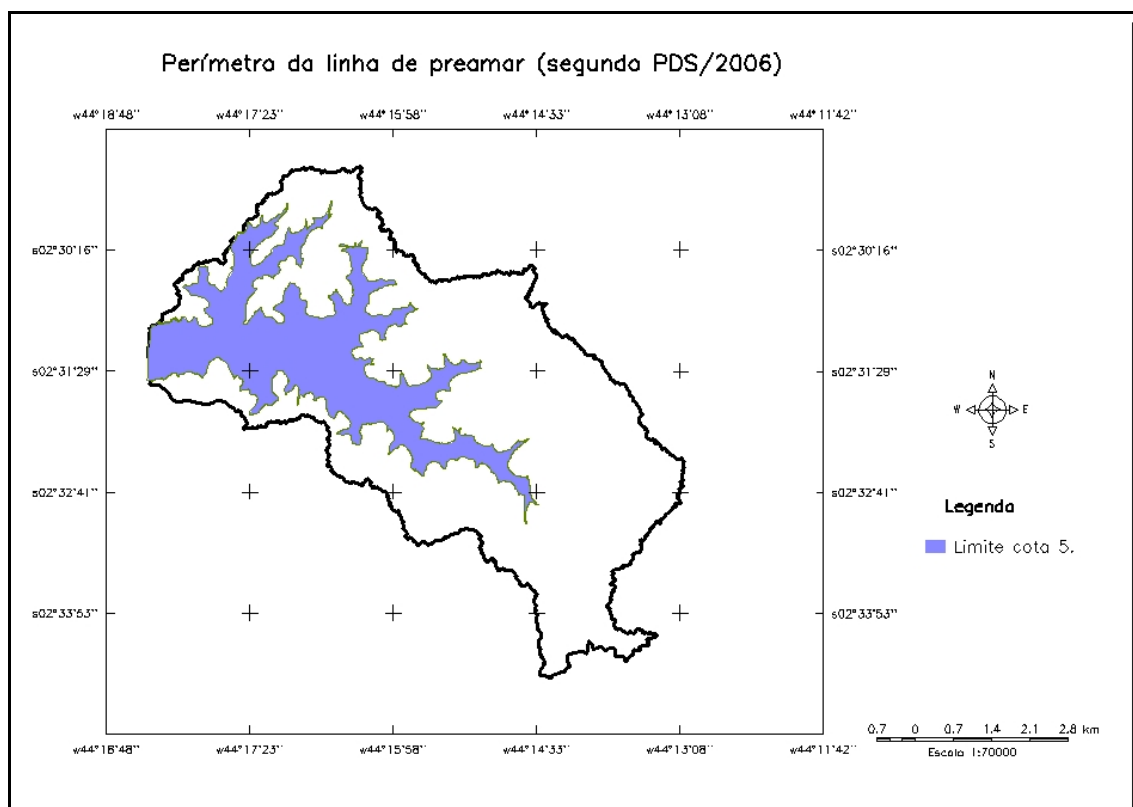 Perímetro da linha de preamar (segundo PDS/2006)
w44°18'48'' w44°17'23'' w44°15'58'' w44°14'33'' w44°13'08'' w44°11'42''
s02°30'16'' s02°30'16''
s02°31'29'' s02°31'29''
N
W E
S
s02°32'41'' s02°32'41''
Legenda
Limite cota 5.
s02°33'53'' s02°33'53''
w44°18'48'' w44°17'23'' w44°15'58'' w44°14'33'' w44°13'08'' w44°11'42''
0.7 0 0.7 1.4 2.1 2.8 km
Escala 1:70000